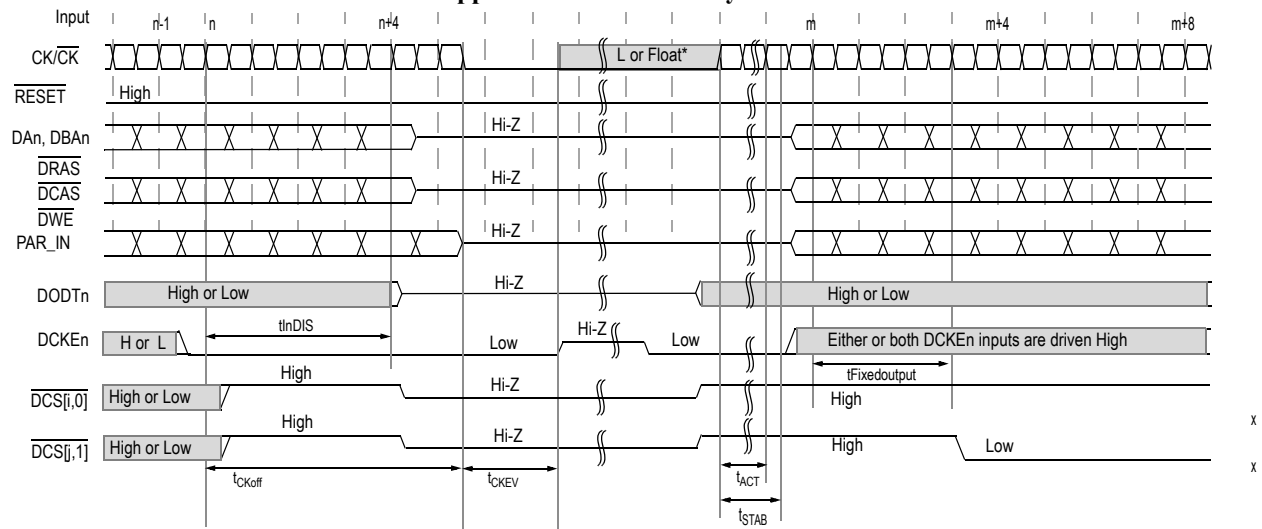 Input n-1 n n+4 m m+4 m+8
CK/CK L or Float*
RESET High
DAn, DBAn Hi-Z
DRAS
DCAS Hi-Z
DWE
PAR_IN Hi-Z
DODTn High or Low Hi-Z High or Low
tInDIS
DCKEn H or L Low Hi-Z Low Either or both DCKEn inputs are driven High
tFixedoutput
DCS[i,0] High or Low High Hi-Z High
x
DCS[j,1] High or Low High Hi-Z High Low
x
tCKoff tCKEV tACT
tSTAB